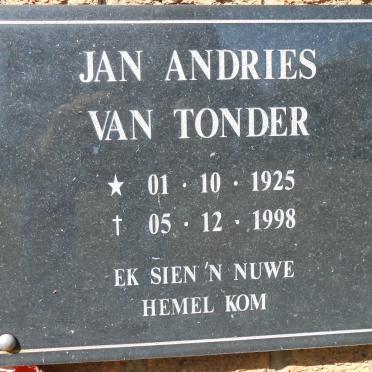 JAN ANDRIES
VAN TONDER
★ 01 · 10 · 1925
† 05 · 12 · 1998
EK SIEN 'N NUWE
HEMEL KOM